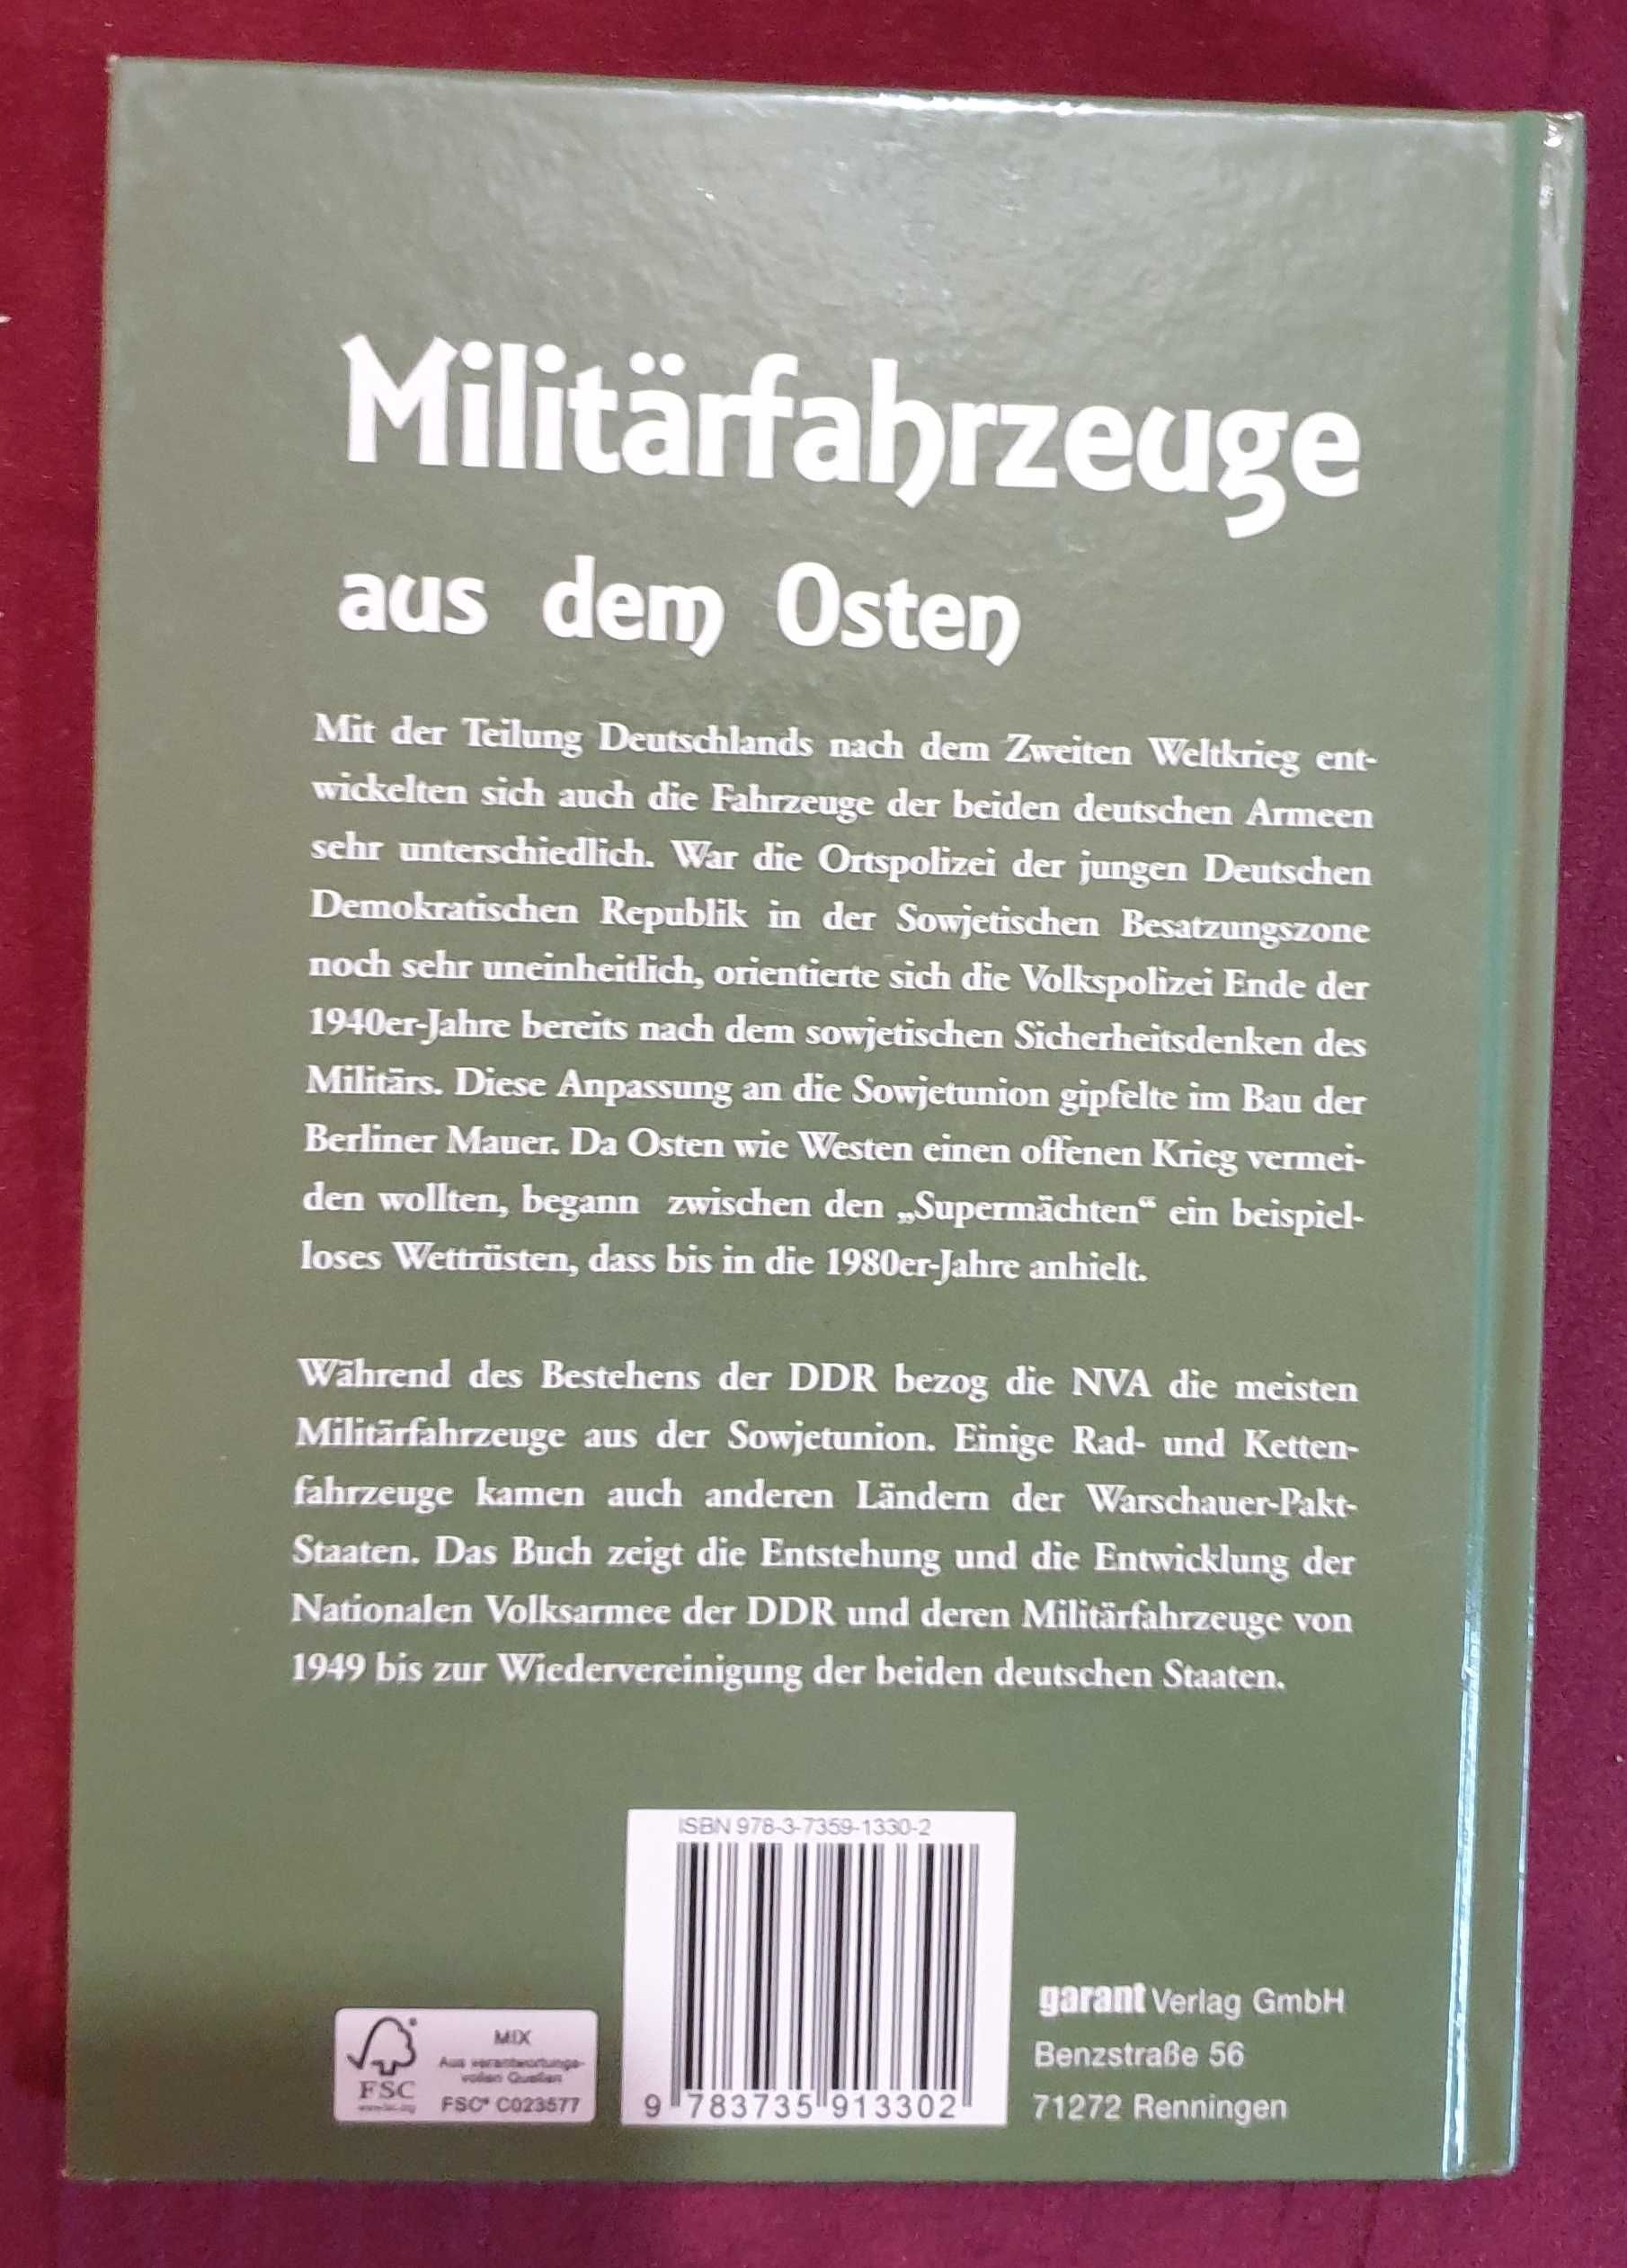 Militärfahrzeuge
aus dem Osten
Mit der Teilung Deutschlands nach dem Zweiten Weltkrieg ent-
wickelten sich auch die Fahrzeuge der beiden deutschen Armeen
sehr unterschiedlich. War die Ortspolizei der jungen Deutschen
Demokratischen Republik in der Sowjetischen Besatzungszone
noch sehr uneinheitlich, orientierte sich die Volkspolizei Ende der
1940er-Jahre bereits nach dem sowjetischen Sicherheitsdenken des
Militärs. Diese Anpassung an die Sowjetunion gipfelte im Bau der
Berliner Mauer. Da Osten wie Westen einen offenen Krieg vermei-
den wollten, begann zwischen den „Supermächten“ ein beispiel-
loses Wettrüsten, dass bis in die 1980er-Jahre anhielt.
Während des Bestehens der DDR bezog die NVA die meisten
Militärfahrzeuge aus der Sowjetunion. Einige Rad- und Ketten-
fahrzeuge kamen auch anderen Ländern der Warschauer-Pakt-
Staaten. Das Buch zeigt die Entstehung und die Entwicklung der
Nationalen Volksarmee der DDR und deren Militärfahrzeuge von
1949 bis zur Wiedervereinigung der beiden deutschen Staaten.
ISBN 978-3-7359-1330-2
9 783735 913302
garant Verlag GmbH
Benzstraße 56
71272 Renningen
MIX
Aus verantwortungs-
vollen Quellen
FSC® C023577
FSC
www.fsc.org